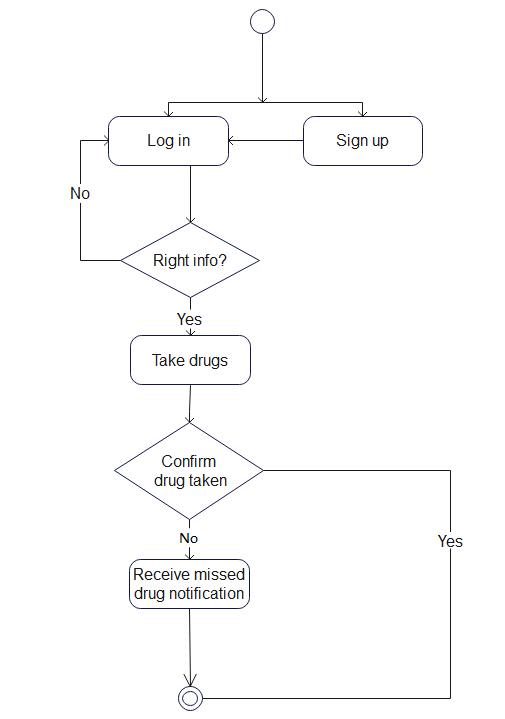 Log in
Sign up
No
Right info?
Yes
Take drugs
Confirm
drug taken
No
Yes
Receive missed
drug notification